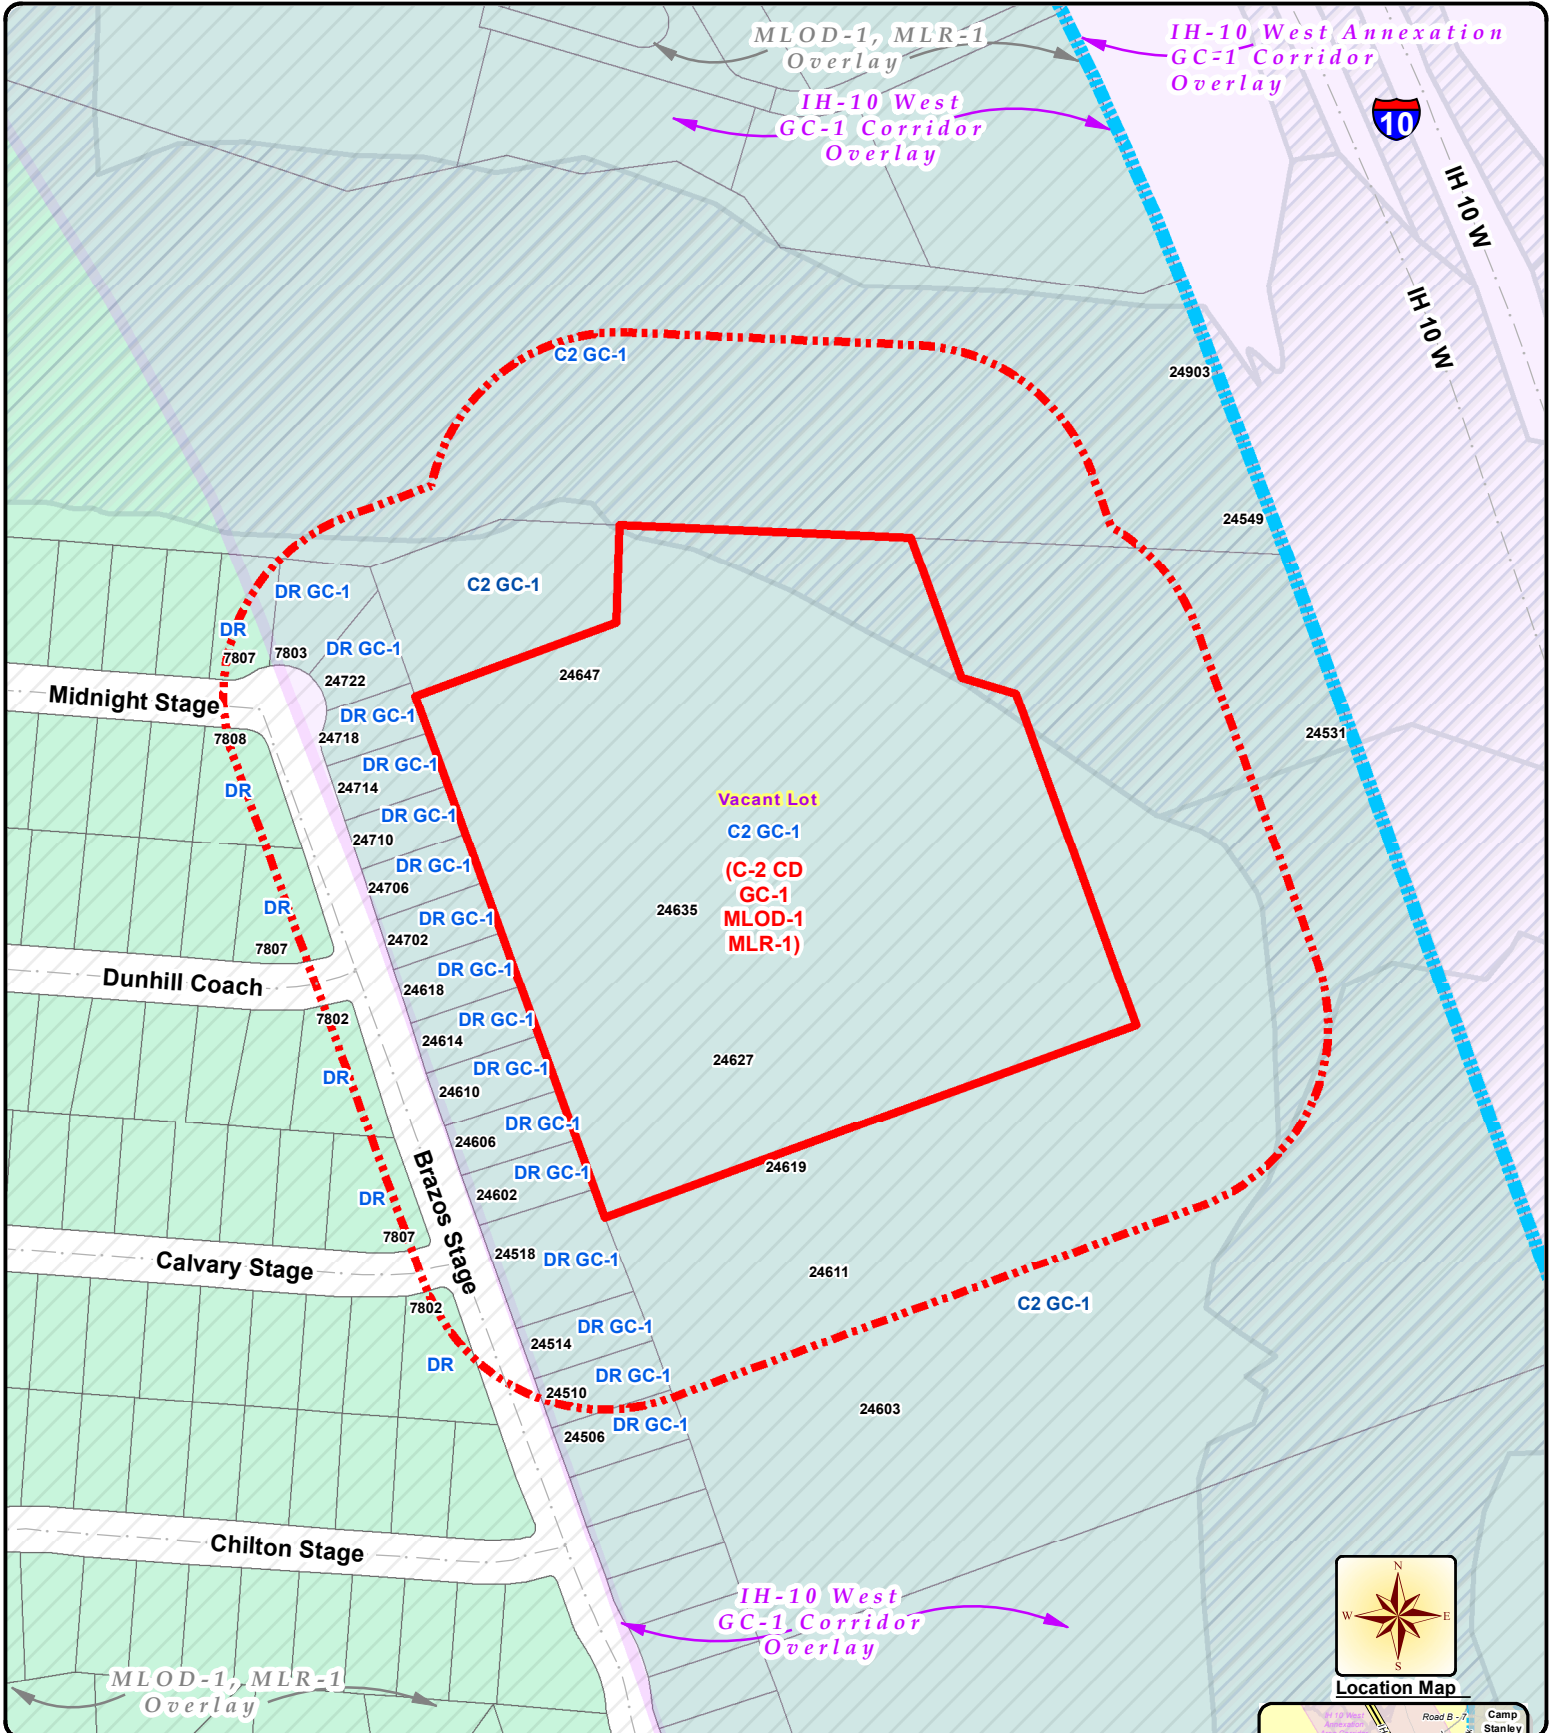 MLOD-1, MLR-1
Overlay
IH-10 West Annexation
GC-1 Corridor
Overlay
IH-10 West
GC-1 Corridor
Overlay
10
IH 10 W
IH 10 W
C2 GC-1
24903
24549
DR GC-1
C2 GC-1
DR
7807
7803
DR GC-1
24647
24722
Midnight Stage
DR GC-1
7808
24718
24531
DR GC-1
DR
24714
Vacant Lot
C2 GC-1
DR GC-1
24710
DR GC-1
(C-2 CD
GC-1
MLOD-1
MLR-1)
24706
24635
DR
DR GC-1
24702
7807
DR GC-1
Dunhill Coach
24618
7802
DR GC-1
24614
24627
DR GC-1
DR
24610
DR GC-1
24606
24619
DR GC-1
Brazos Stage
DR
24602
7807
24518
DR GC-1
Calvary Stage
24611
7802
C2 GC-1
DR GC-1
24514
DR
DR GC-1
24510
24603
DR GC-1
24506
Chilton Stage
IH-10 West
GC-1 Corridor
Overlay
N
W
E
S
MLOD-1, MLR-1
Overlay
Location Map
IH 10 West
Annexation
Road B - 7
Camp
Stanley